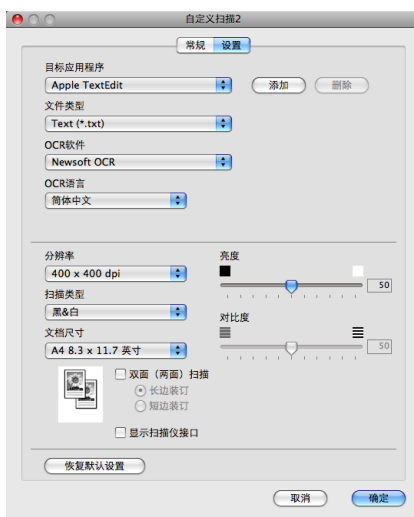 自定义扫描2
常规 设置
目标应用程序
Apple TextEdit 添加 删除
文件类型
Text (*.txt)
OCR软件
Newsoft OCR
OCR语言
简体中文
分辨率 亮度
400 x 400 dpi 50
扫描类型
黑&白 对比度
文档尺寸
A4 8.3 x 11.7 英寸 50
双面（两面）扫描
长边装订
短边装订
显示扫描仪接口
恢复默认设置
取消 确定